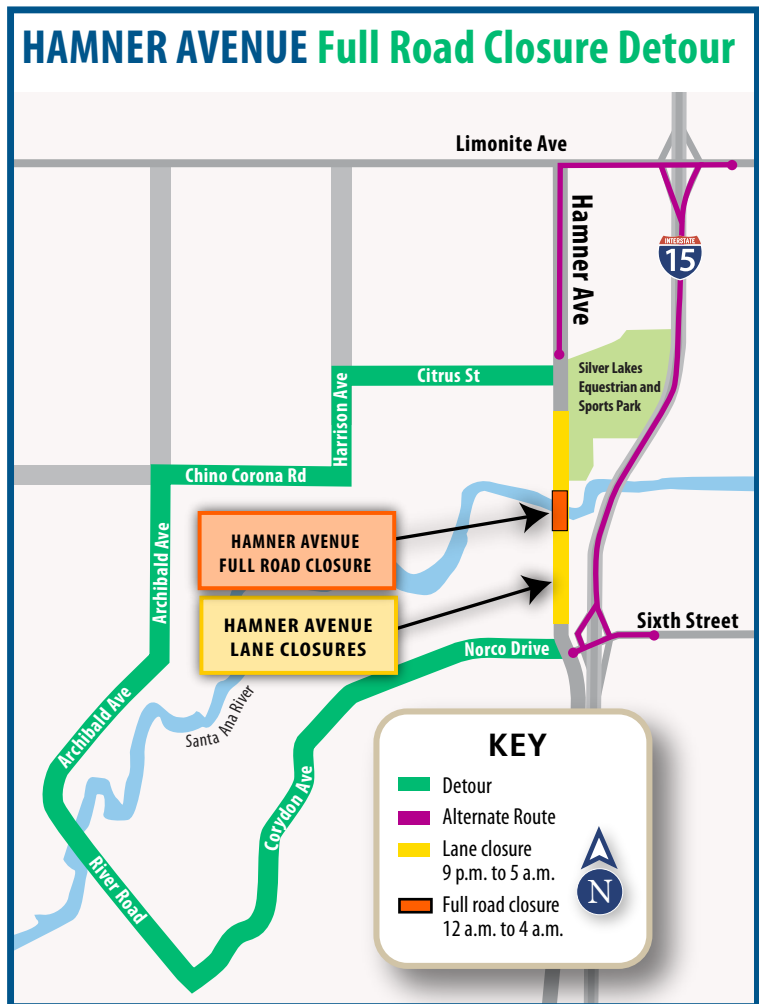 HAMNER AVENUE Full Road Closure Detour
Limonite Ave
Hamner Ave
INTERSTATE
15
Silver Lakes
Equestrian and
Sports Park
Citrus St
Harrison Ave
Chino Corona Rd
Archibald Ave
HAMNER AVENUE
FULL ROAD CLOSURE
HAMNER AVENUE
LANE CLOSURES
Sixth Street
Norco Drive
Archibald Ave
Santa Ana River
Corydon Ave
River Road
KEY
Detour
Alternate Route
Lane closure
9 p.m. to 5 a.m.
Full road closure
12 a.m. to 4 a.m.
N